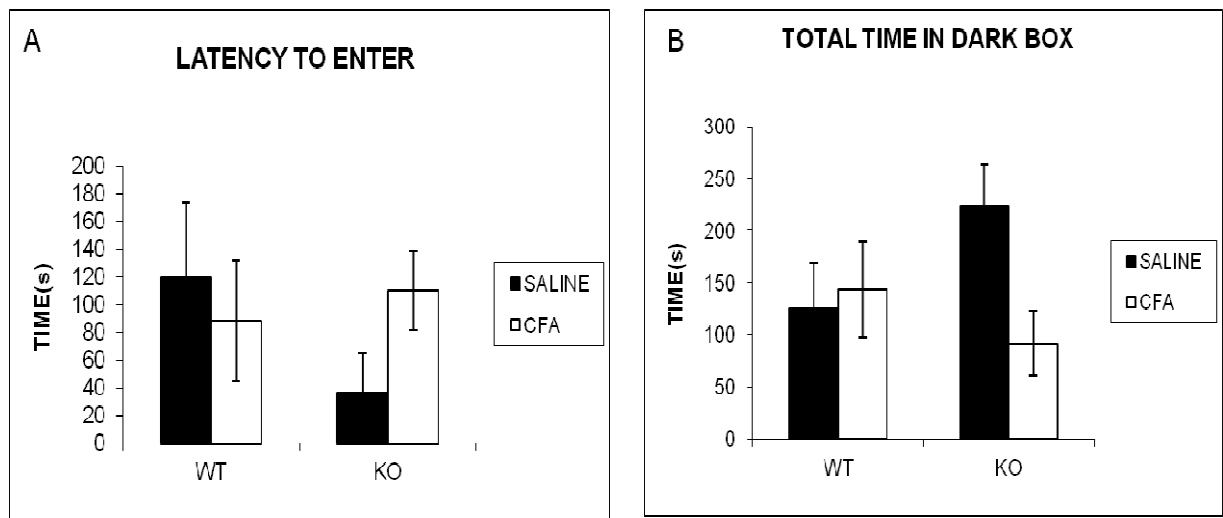 A
LATENCY TO ENTER
TIME(s)
200
180
160
140
120
100
80
60
40
20
0
WT
KO
SALINE
CFA
B
TOTAL TIME IN DARK BOX
TIME(s)
300
250
200
150
100
50
0
WT
KO
SALINE
CFA